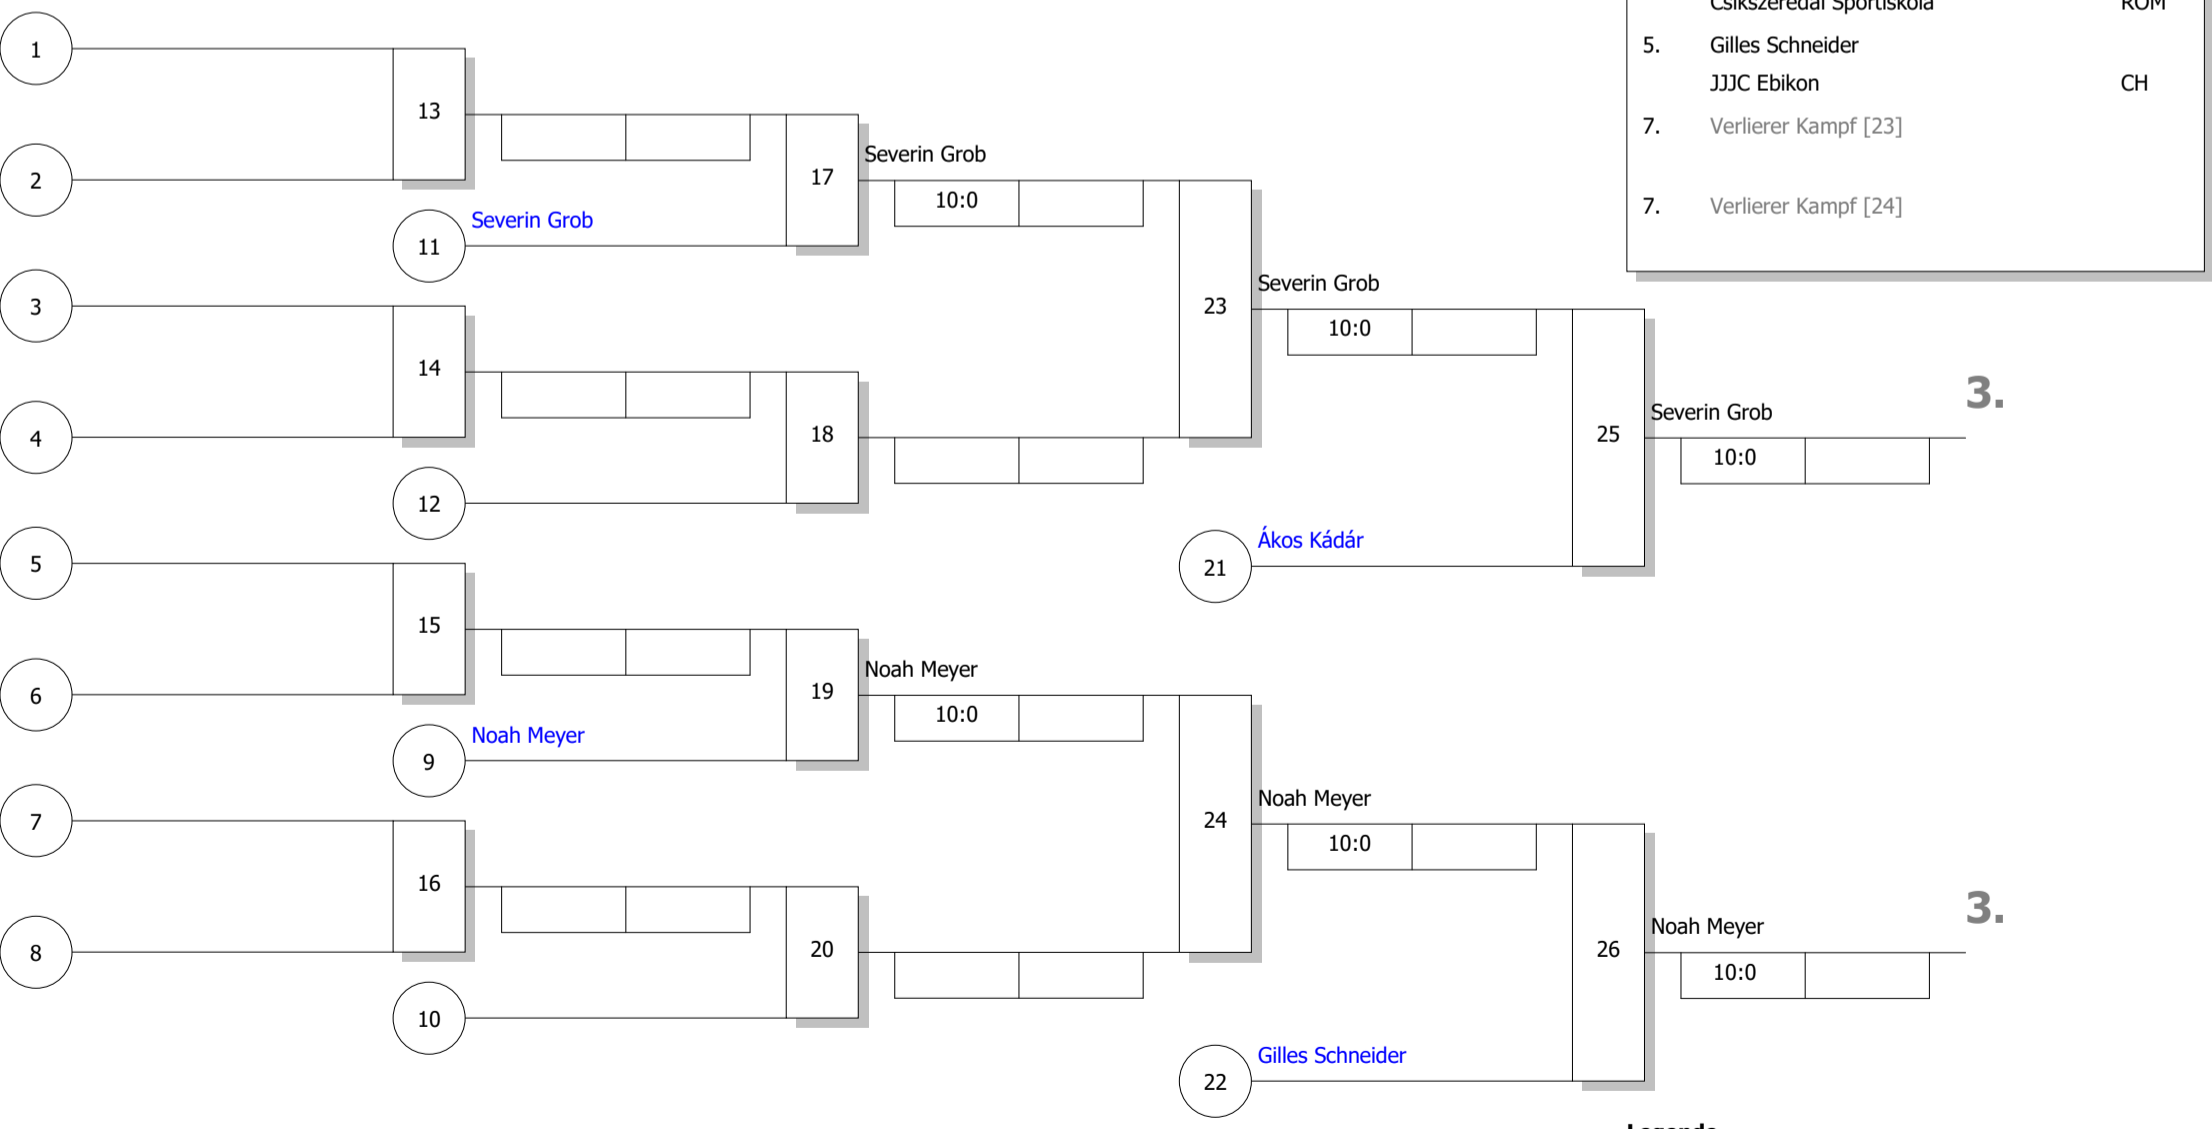 Csíkszeredai Sportiskola ROM
5. Gilles Schneider
JJJC Ebikon CH
7. Verlierer Kampf [23]
7. Verlierer Kampf [24]
1
13
2
17
Severin Grob
10:0
11
Severin Grob
3
23
Severin Grob
10:0
14
4
18
25
Severin Grob
10:0
3.
12
5
21
Ákos Kádár
15
6
19
Noah Meyer
10:0
9
Noah Meyer
7
24
Noah Meyer
10:0
16
8
20
26
Noah Meyer
10:0
3.
10
22
Gilles Schneider